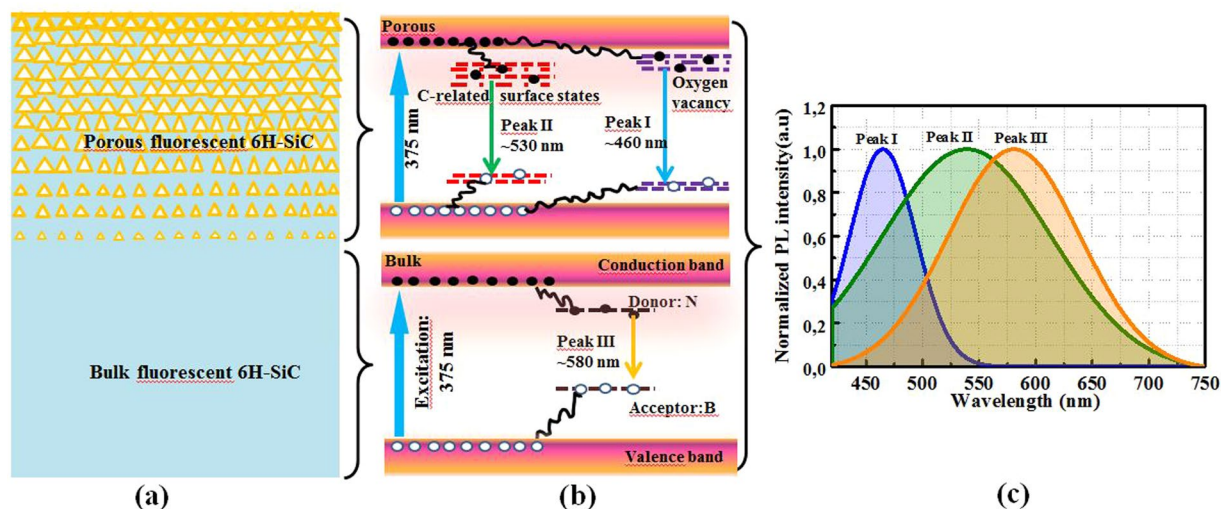 Porous fluorescent 6H-SiC
Bulk fluorescent 6H-SiC
(a)
Porous
375 nm
C-related surface states
Peak II
~530 nm
Oxygen
vacancy
Peak I
~460 nm
Bulk
Conduction band
Excitation:
375 nm
Donor: N
Peak III
~580 nm
Acceptor:B
Valence band
(b)
Normalized PL intensity(a.u)
1,2
1,0
0,8
0,6
0,4
0,2
0,0
Peak I
Peak II
Peak III
450
500
550
600
650
700
750
Wavelength (nm)
(c)